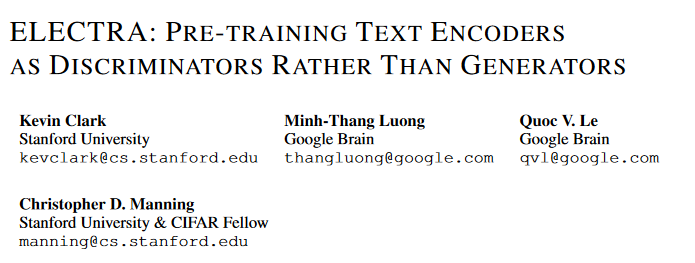 ELECTRA: PRE-TRAINING TEXT ENCODERS
AS DISCRIMINATORS RATHER THAN GENERATORS
Kevin Clark
Stanford University
kevclark@cs.stanford.edu
Minh-Thang Luong
Google Brain
thangluong@google.com
Quoc V. Le
Google Brain
qvl@google.com
Christopher D. Manning
Stanford University & CIFAR Fellow
manning@cs.stanford.edu